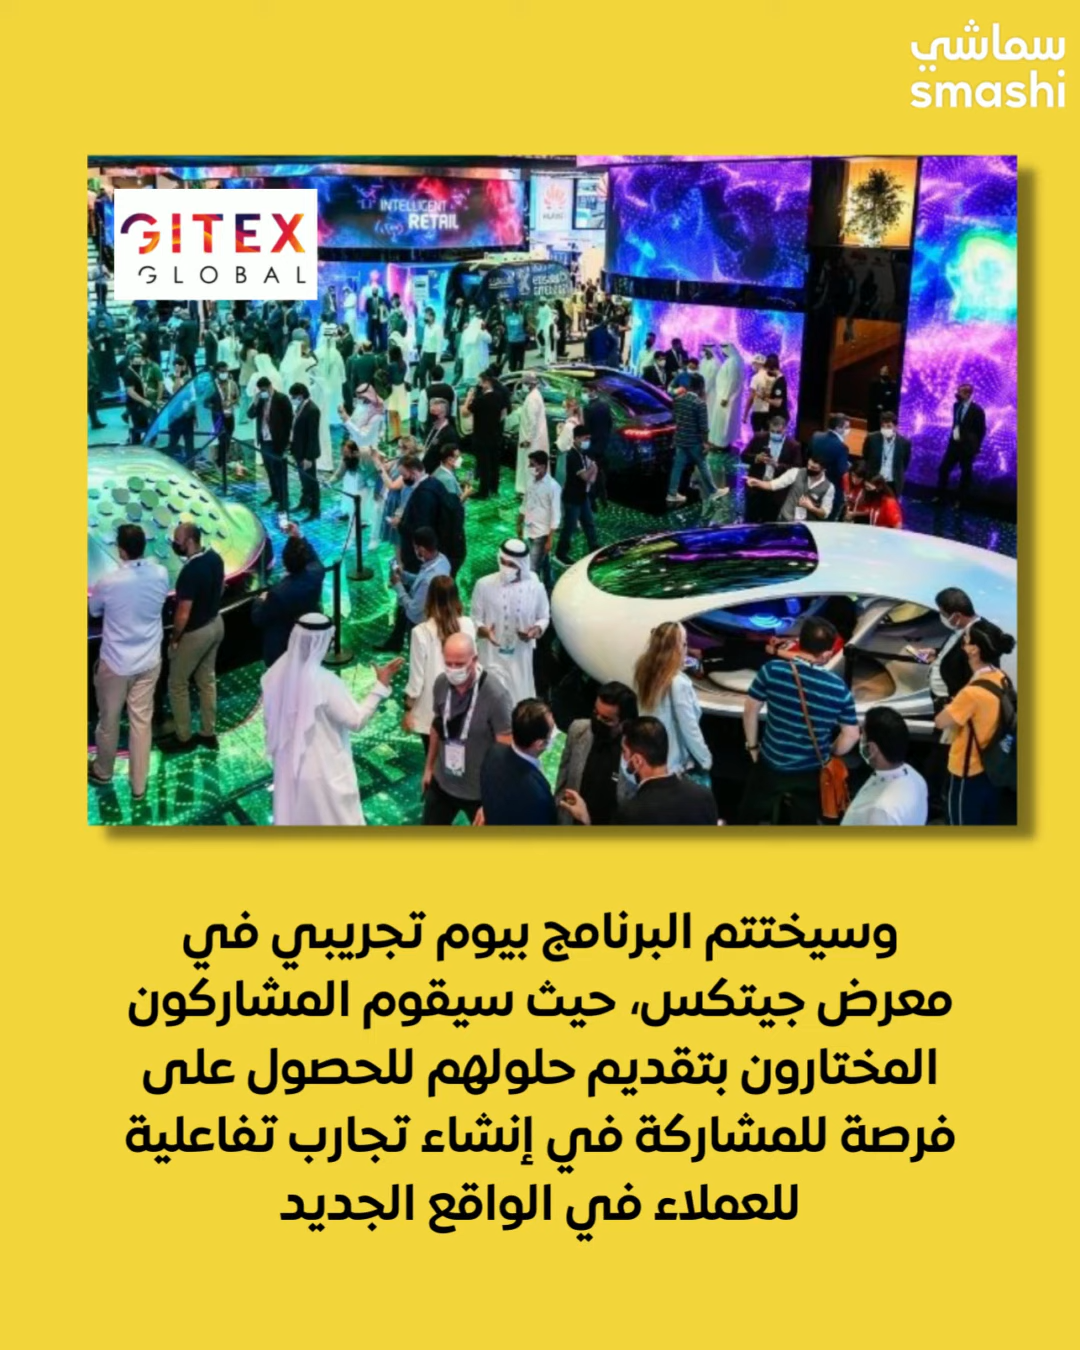 سماشي
smashi
GITEX
GLOBAL
INTELLIGENT
RETAIL
HUAWEI
وسيختتم البرنامج بيوم تجريبي في
معرض جيتكس، حيث سيقوم المشاركون
المختارون بتقديم حلولهم للحصول على
فرصة للمشاركة في إنشاء تجارب تفاعلية
للعملاء في الواقع الجديد